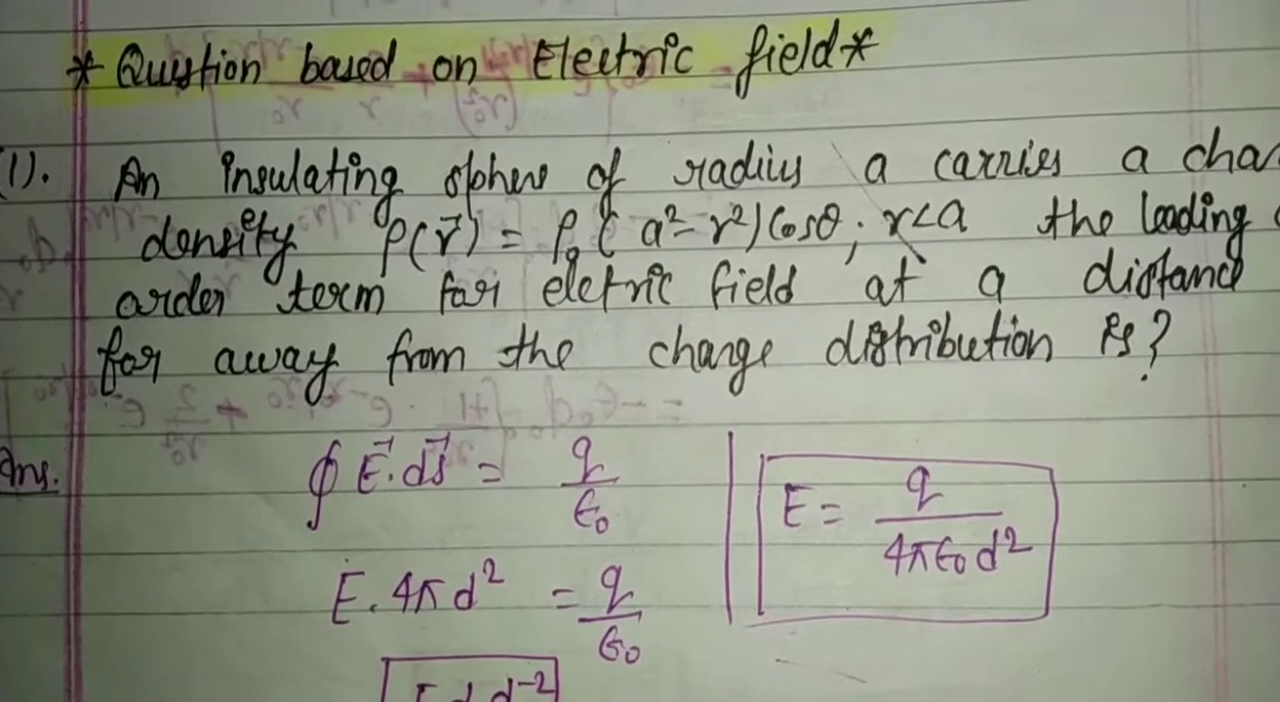 * Question based on Electric field *
(1). An insulating sphere of radius a carries a cha
density ρ(r⃗) = ρ₀ ( a² - r²) Cosθ ; r<a the leading
order term for eletric field at a distance
far away from the charge distribution is?
Ans. ∮ E⃗. ds⃗ = q/ϵ₀ | E = q/4πϵ₀d²
E. 4πd² = q/ϵ₀